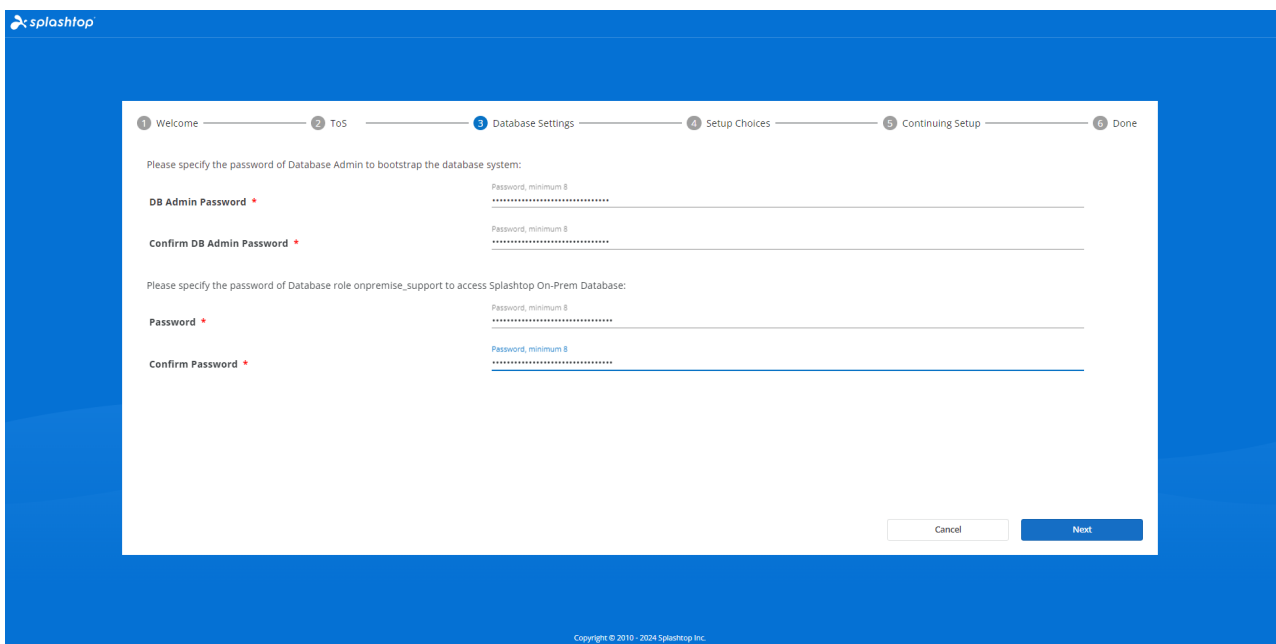 splashtop
1 Welcome 2 ToS 3 Database Settings 4 Setup Choices 5 Continuing Setup 6 Done
Please specify the password of Database Admin to bootstrap the database system:
Password, minimum 8
DB Admin Password *
Password, minimum 8
Confirm DB Admin Password *
Please specify the password of Database role onpremise_support to access Splashtop On-Prem Database:
Password, minimum 8
Password *
Password, minimum 8
Confirm Password *
Cancel Next
Copyright © 2010 - 2024 Splashtop Inc.